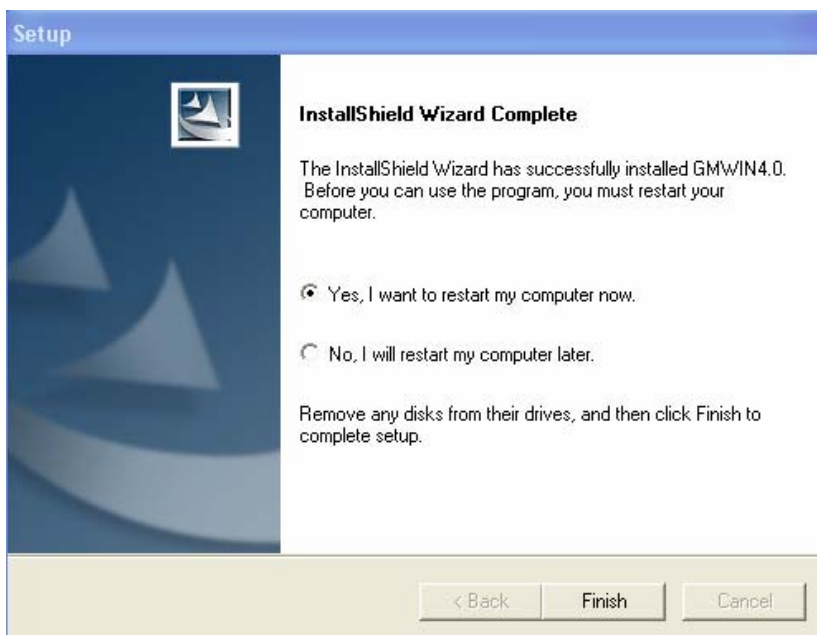 Setup
InstallShield Wizard Complete
The InstallShield Wizard has successfully installed GMWIN4.0.
Before you can use the program, you must restart your
computer.
Yes, I want to restart my computer now.
No, I will restart my computer later.
Remove any disks from their drives, and then click Finish to
complete setup.
< Back Finish Cancel